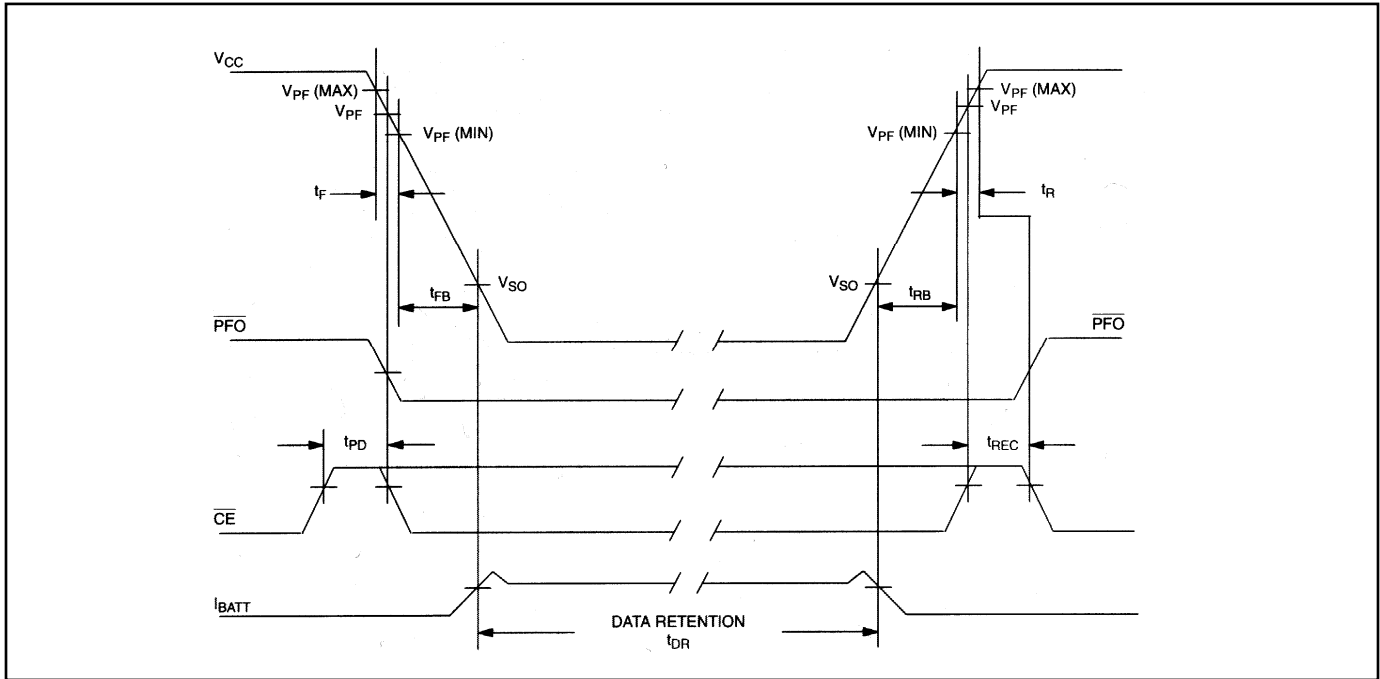 VCC
VPF (MAX)
VPF (MAX)
VPF
VPF
VPF (MIN)
VPF (MIN)
tF
tR
VSO
VSO
tFB
tRB
PFO
PFO
tPD
tREC
CE
IBATT
DATA RETENTION
tDR